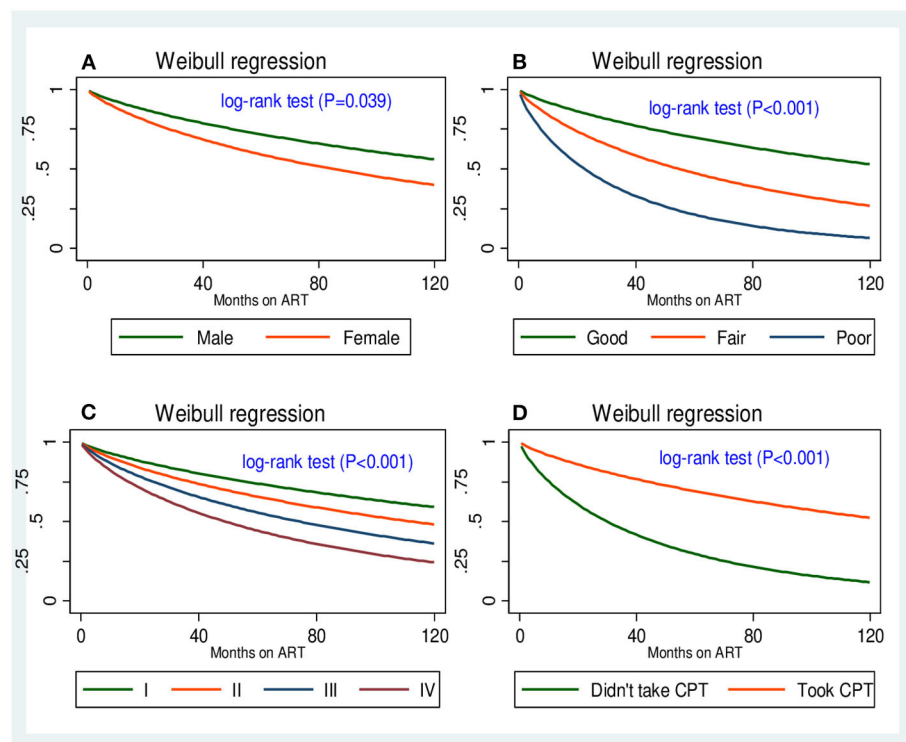 A Weibull regression
log-rank test (P=0.039)
1
.75
.5
.25
0
0 40 80 120
Months on ART
Male Female
B Weibull regression
log-rank test (P<0.001)
1
.75
.5
.25
0
0 40 80 120
Months on ART
Good Fair Poor
C Weibull regression
log-rank test (P<0.001)
1
.75
.5
.25
0
0 40 80 120
Months on ART
I II III IV
D Weibull regression
log-rank test (P<0.001)
1
.75
.5
.25
0
0 40 80 120
Months on ART
Didn't take CPT Took CPT